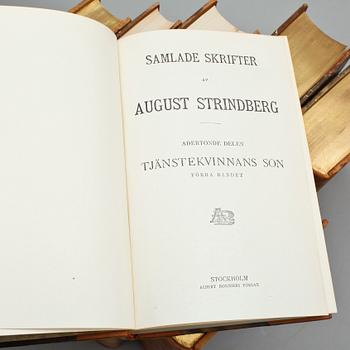 SAMLADE SKRIFTER
AV
AUGUST STRINDBERG
ADERTONDE DELEN
TJÄNSTEKVINNANS SON
FÖRRA BANDET
STOCKHOLM
ALBERT BONNIERS FÖRLAG